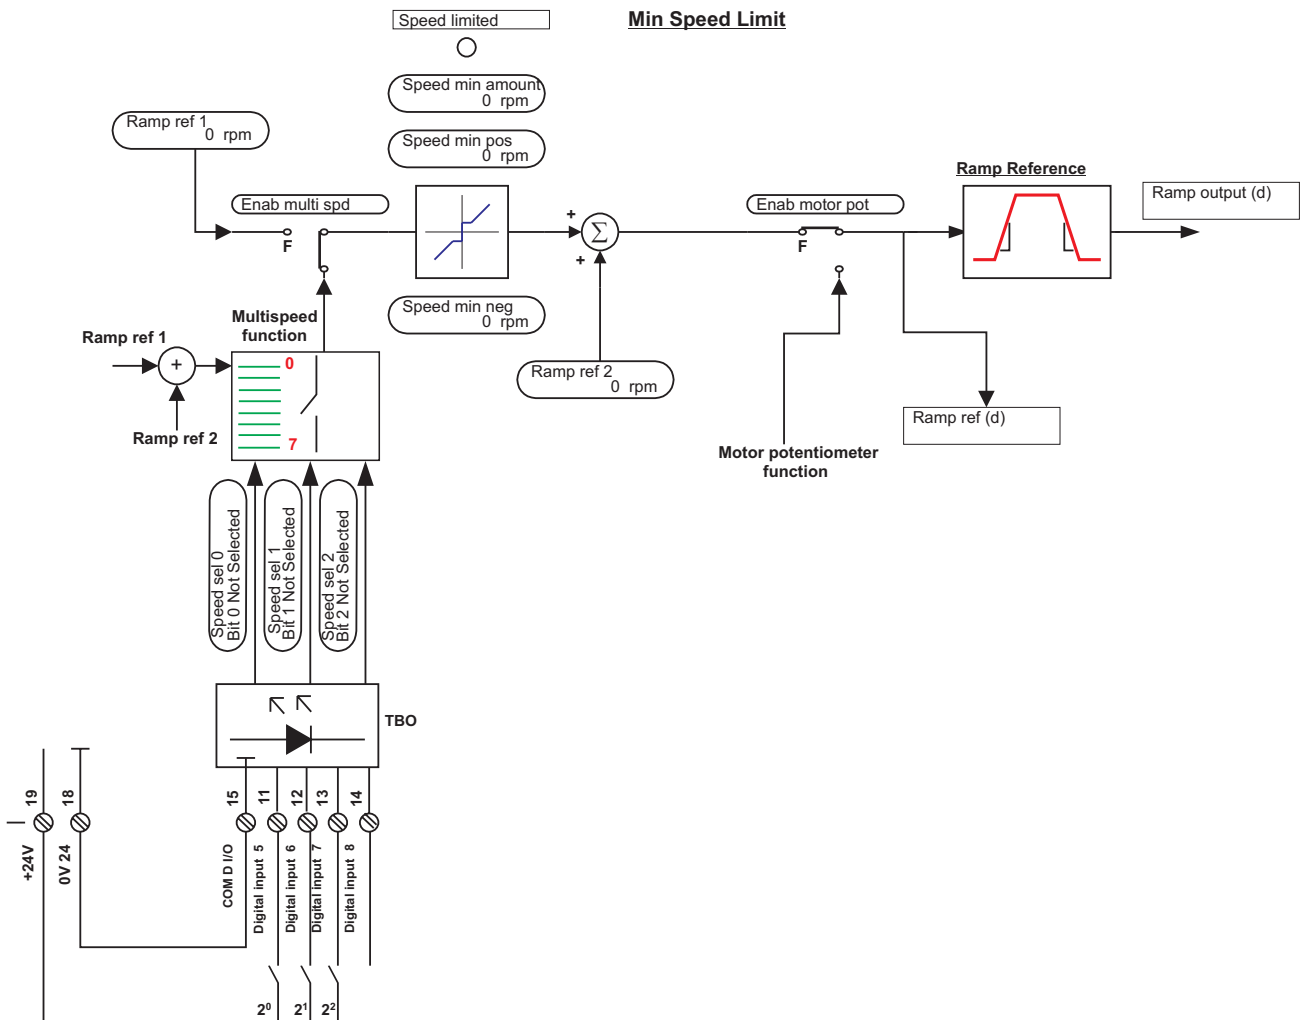 Speed limited
Min Speed Limit
Speed min amount
0 rpm
Ramp ref 1
0 rpm
Speed min pos
0 rpm
Ramp Reference
Ramp output (d)
Enab multi spd
Enab motor pot
F
+
Σ
+
F
Speed min neg
0 rpm
Multispeed
function
Ramp ref 1
+
0
7
Ramp ref 2
Ramp ref 2
0 rpm
Ramp ref (d)
Motor potentiometer
function
Speed sel 0
Bit 0 Not Selected
Speed sel 1
Bit 1 Not Selected
Speed sel 2
Bit 2 Not Selected
TBO
19
18
15
11
12
13
14
+24V
0V 24
COM D I/O
Digital input 5
Digital input 6
Digital input 7
Digital input 8
2⁰
2¹
2²